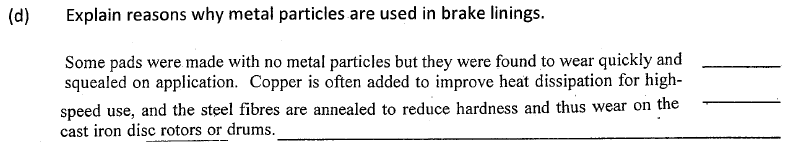 (d) Explain reasons why metal particles are used in brake linings.
Some pads were made with no metal particles but they were found to wear quickly and
squealed on application. Copper is often added to improve heat dissipation for high-
speed use, and the steel fibres are annealed to reduce hardness and thus wear on the
cast iron disc rotors or drums.